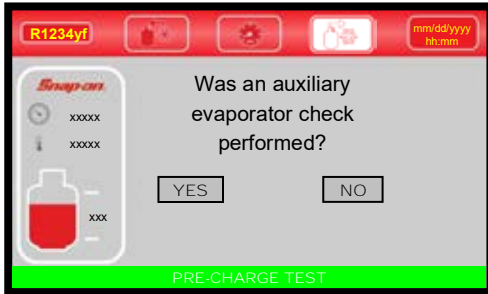 R1234yf
mm/dd/yyyy
hh:mm
Snap-on
xxxxx
xxxxx
xxx
Was an auxiliary
evaporator check
performed?
YES
NO
PRE-CHARGE TEST